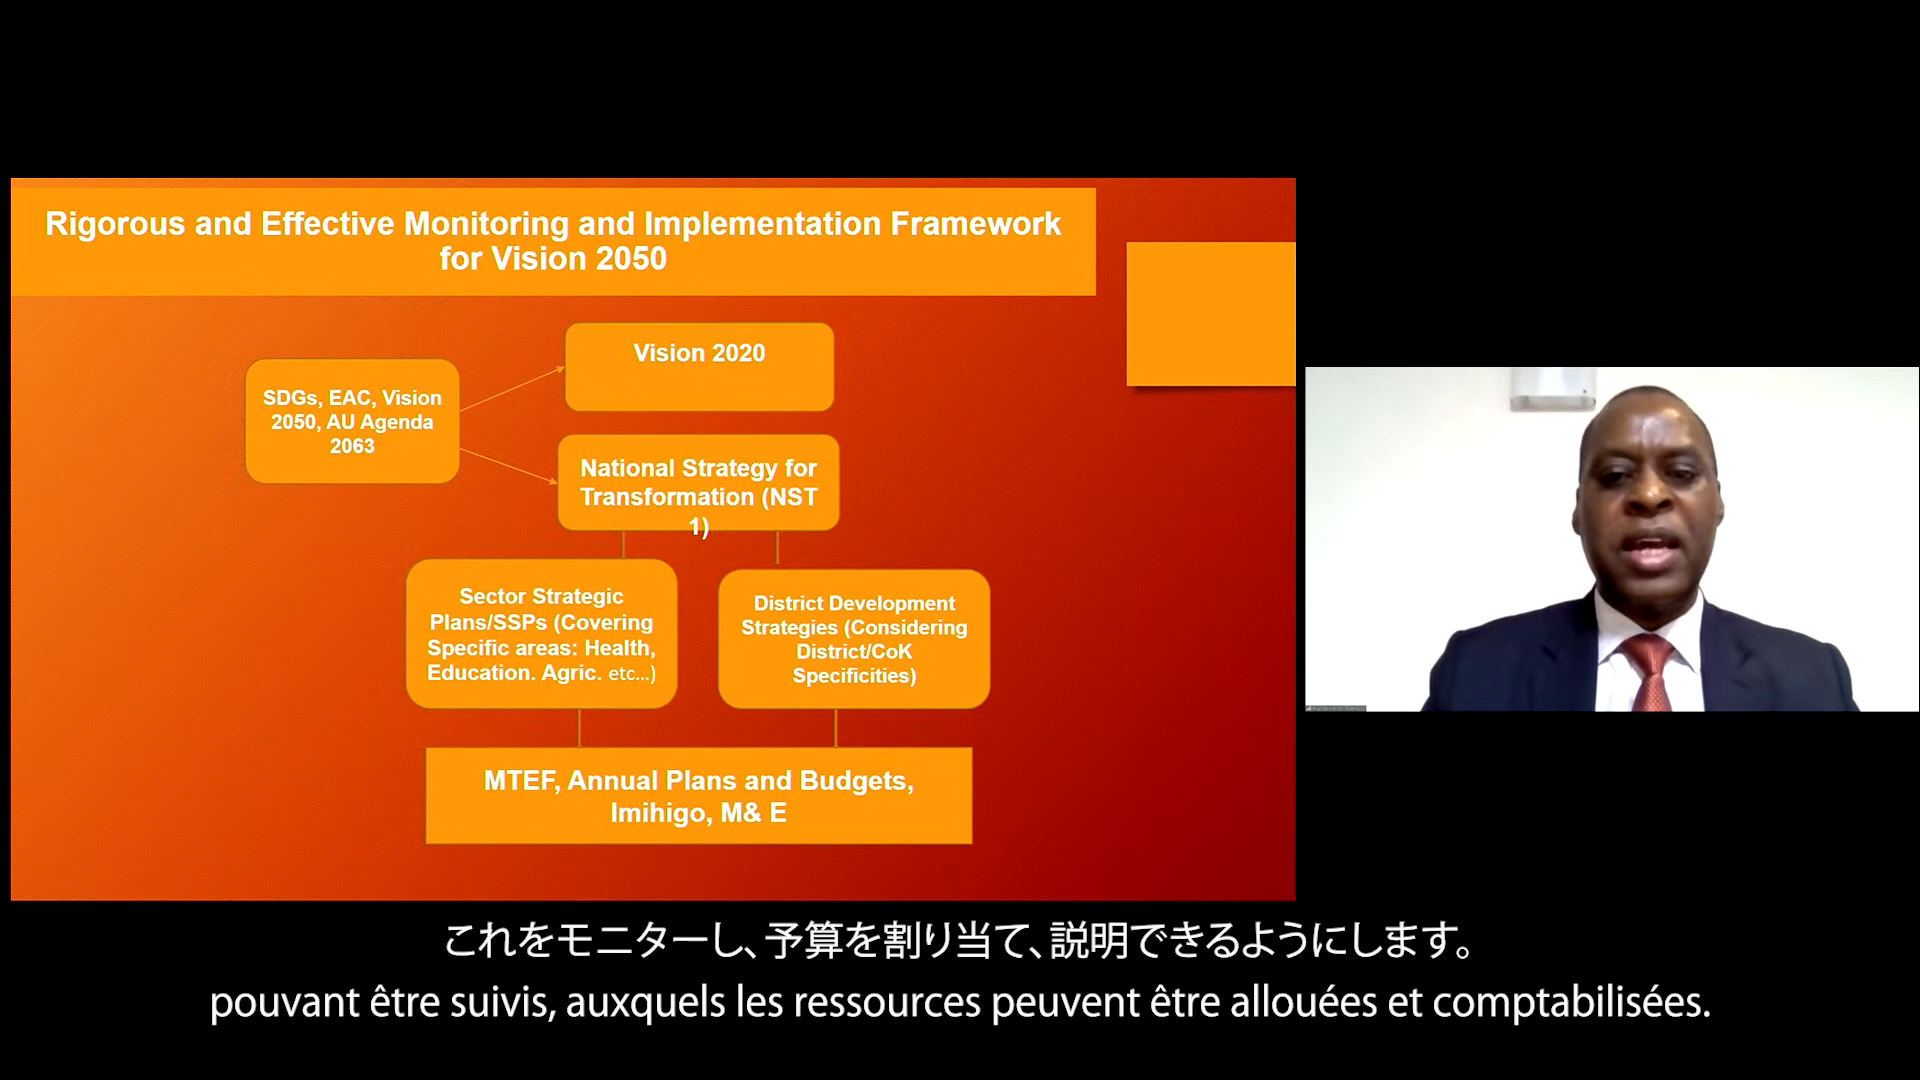 Rigorous and Effective Monitoring and Implementation Framework
for Vision 2050
Vision 2020
SDGs, EAC, Vision
2050, AU Agenda
2063
National Strategy for
Transformation (NST
1)
Sector Strategic
Plans/SSPs (Covering
Specific areas: Health,
Education. Agric. etc...)
District Development
Strategies (Considering
District/CoK
Specificities)
MTEF, Annual Plans and Budgets,
Imihigo, M& E
これをモニターし、予算を割り当て、説明できるようにします。
pouvant être suivis, auxquels les ressources peuvent être allouées et comptabilisées.